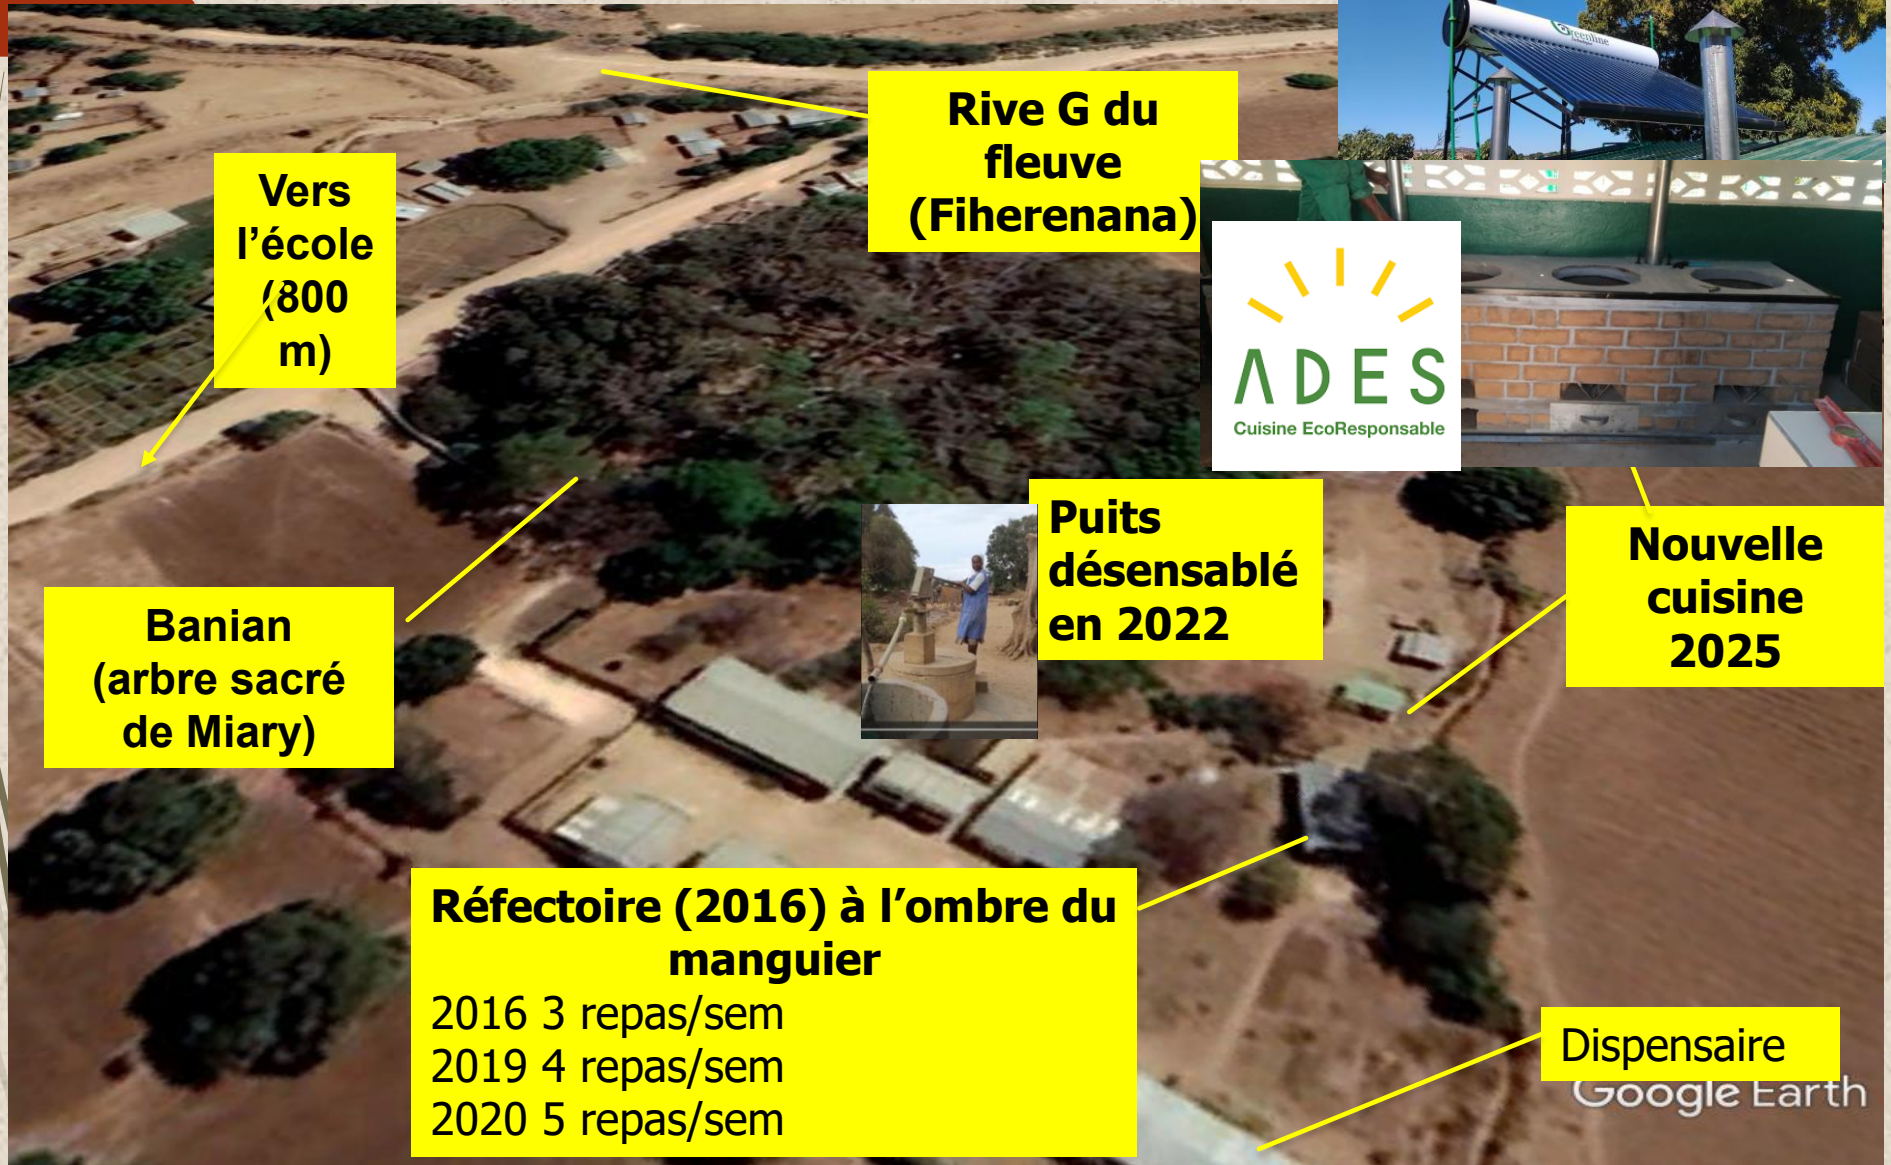 Greenline
Rive G du
fleuve
(Fiherenana)
Vers
l’école
(800
m)
ADES
Cuisine EcoResponsable
Puits
désensablé
en 2022
Nouvelle
cuisine
2025
Banian
(arbre sacré
de Miary)
Réfectoire (2016) à l’ombre du
manguier
2016 3 repas/sem
2019 4 repas/sem
2020 5 repas/sem
Dispensaire
Google Earth